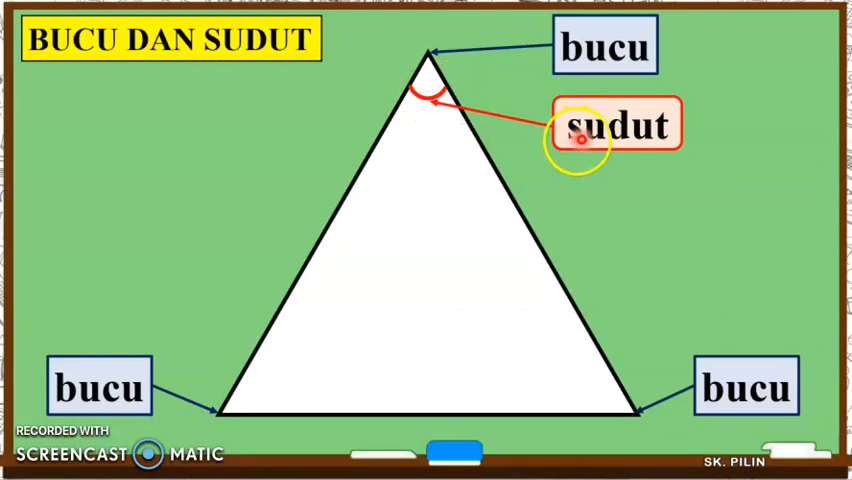 BUCU DAN SUDUT
bucu
sudut
bucu
bucu
RECORDED WITH
SCREENCAST MATIC
SK. PILIN